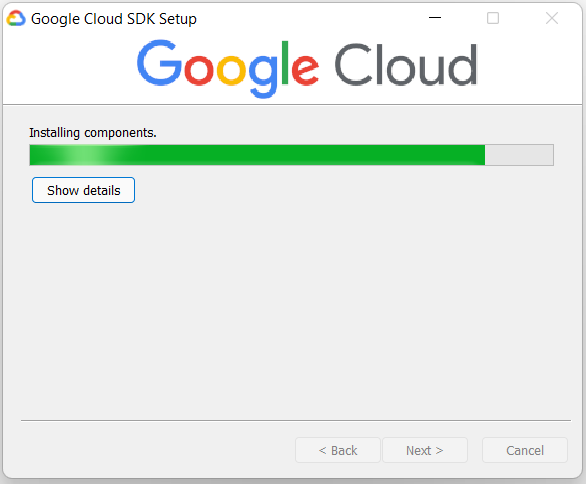 Google Cloud SDK Setup
Google Cloud
Installing components.
Show details
< Back
Next >
Cancel